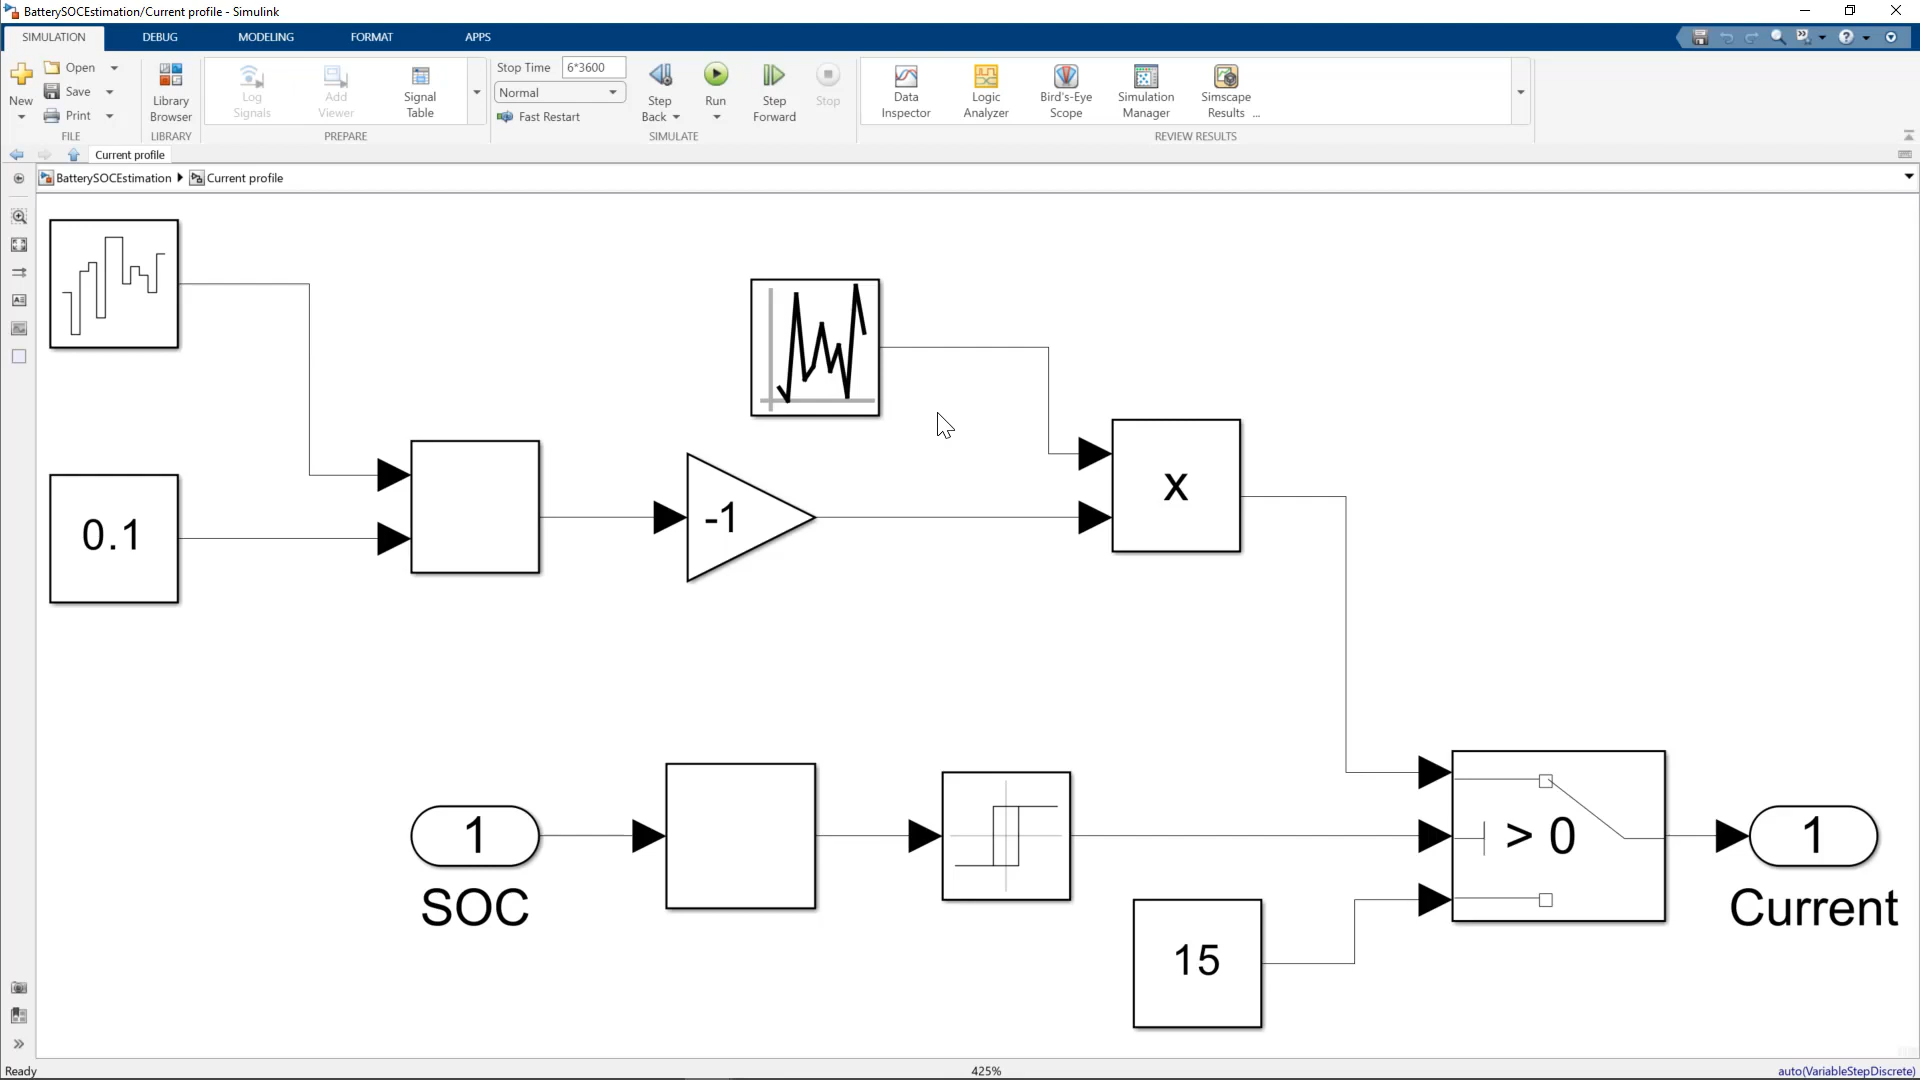 BatterySOCEstimation/Current profile - Simulink
SIMULATION
DEBUG
MODELING
FORMAT
APPS
New
Open
Save
Print
FILE
Library
Browser
LIBRARY
Log
Signals
Add
Viewer
Signal
Table
PREPARE
Stop Time
6*3600
Normal
Fast Restart
Step
Back
Run
Step
Forward
Stop
SIMULATE
Data
Inspector
Logic
Analyzer
Bird's-Eye
Scope
Simulation
Manager
Simscape
Results ...
REVIEW RESULTS
Current profile
BatterySOCEstimation
Current profile
0.1
-1
x
1
SOC
> 0
15
1
Current
Ready
425%
auto(VariableStepDiscrete)